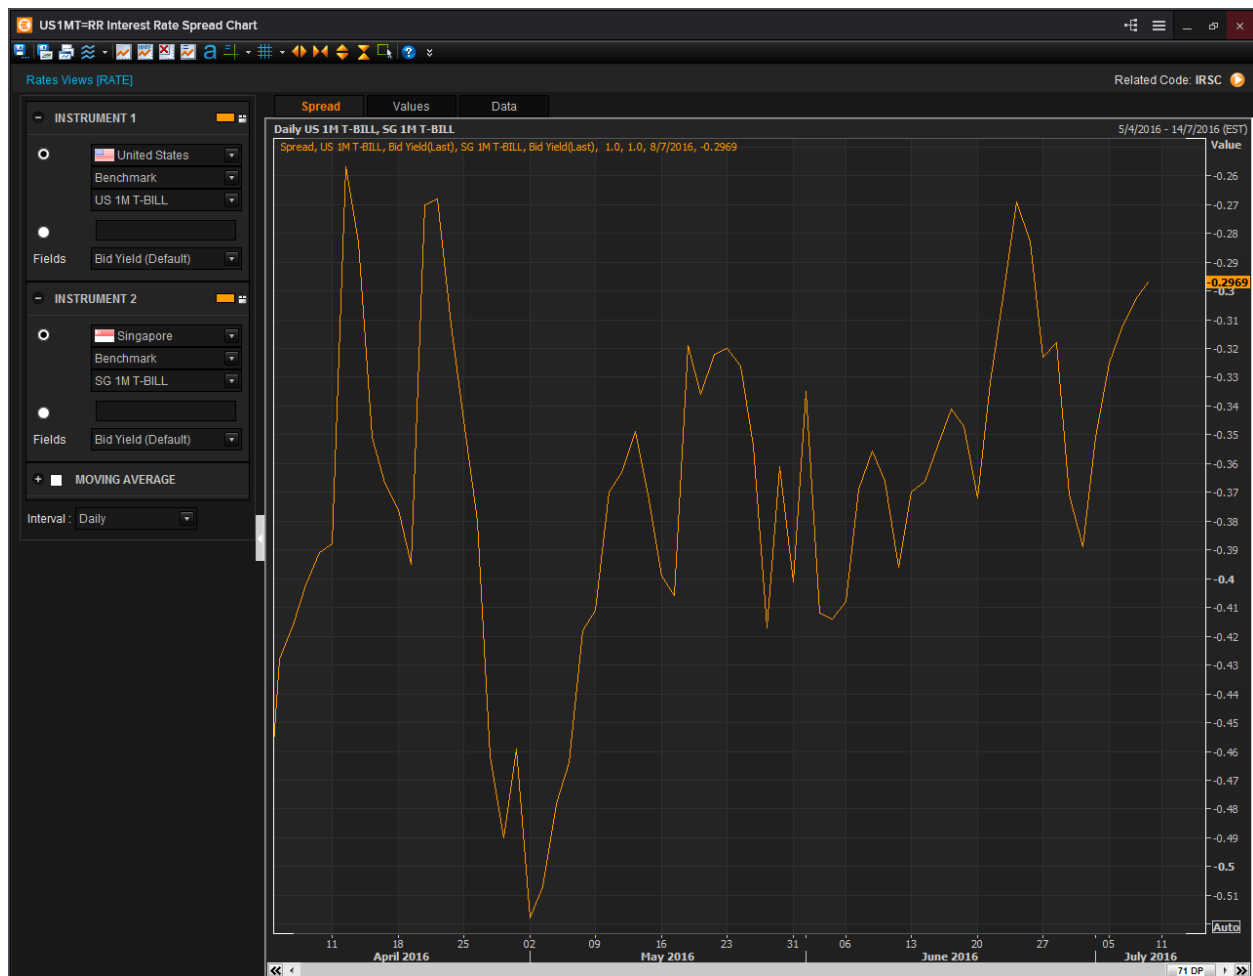 US1MT=RR Interest Rate Spread Chart
Rates Views [RATE]
Related Code: IRSC
INSTRUMENT 1
United States
Benchmark
US 1M T-BILL
Fields Bid Yield (Default)
INSTRUMENT 2
Singapore
Benchmark
SG 1M T-BILL
Fields Bid Yield (Default)
MOVING AVERAGE
Interval : Daily
Spread Values Data
Daily US 1M T-BILL, SG 1M T-BILL
5/4/2016 - 14/7/2016 (EST)
Spread, US 1M T-BILL, Bid Yield(Last), SG 1M T-BILL, Bid Yield(Last), 1.0, 1.0, 8/7/2016, -0.2969
Value
-0.26
-0.27
-0.28
-0.29
-0.2969
-0.3
-0.31
-0.32
-0.33
-0.34
-0.35
-0.36
-0.37
-0.38
-0.39
-0.4
-0.41
-0.42
-0.43
-0.44
-0.45
-0.46
-0.47
-0.48
-0.49
-0.5
-0.51
Auto
11 18 25 02 09 16 23 31 06 13 20 27 05 11
April 2016 May 2016 June 2016 July 2016
71 DP